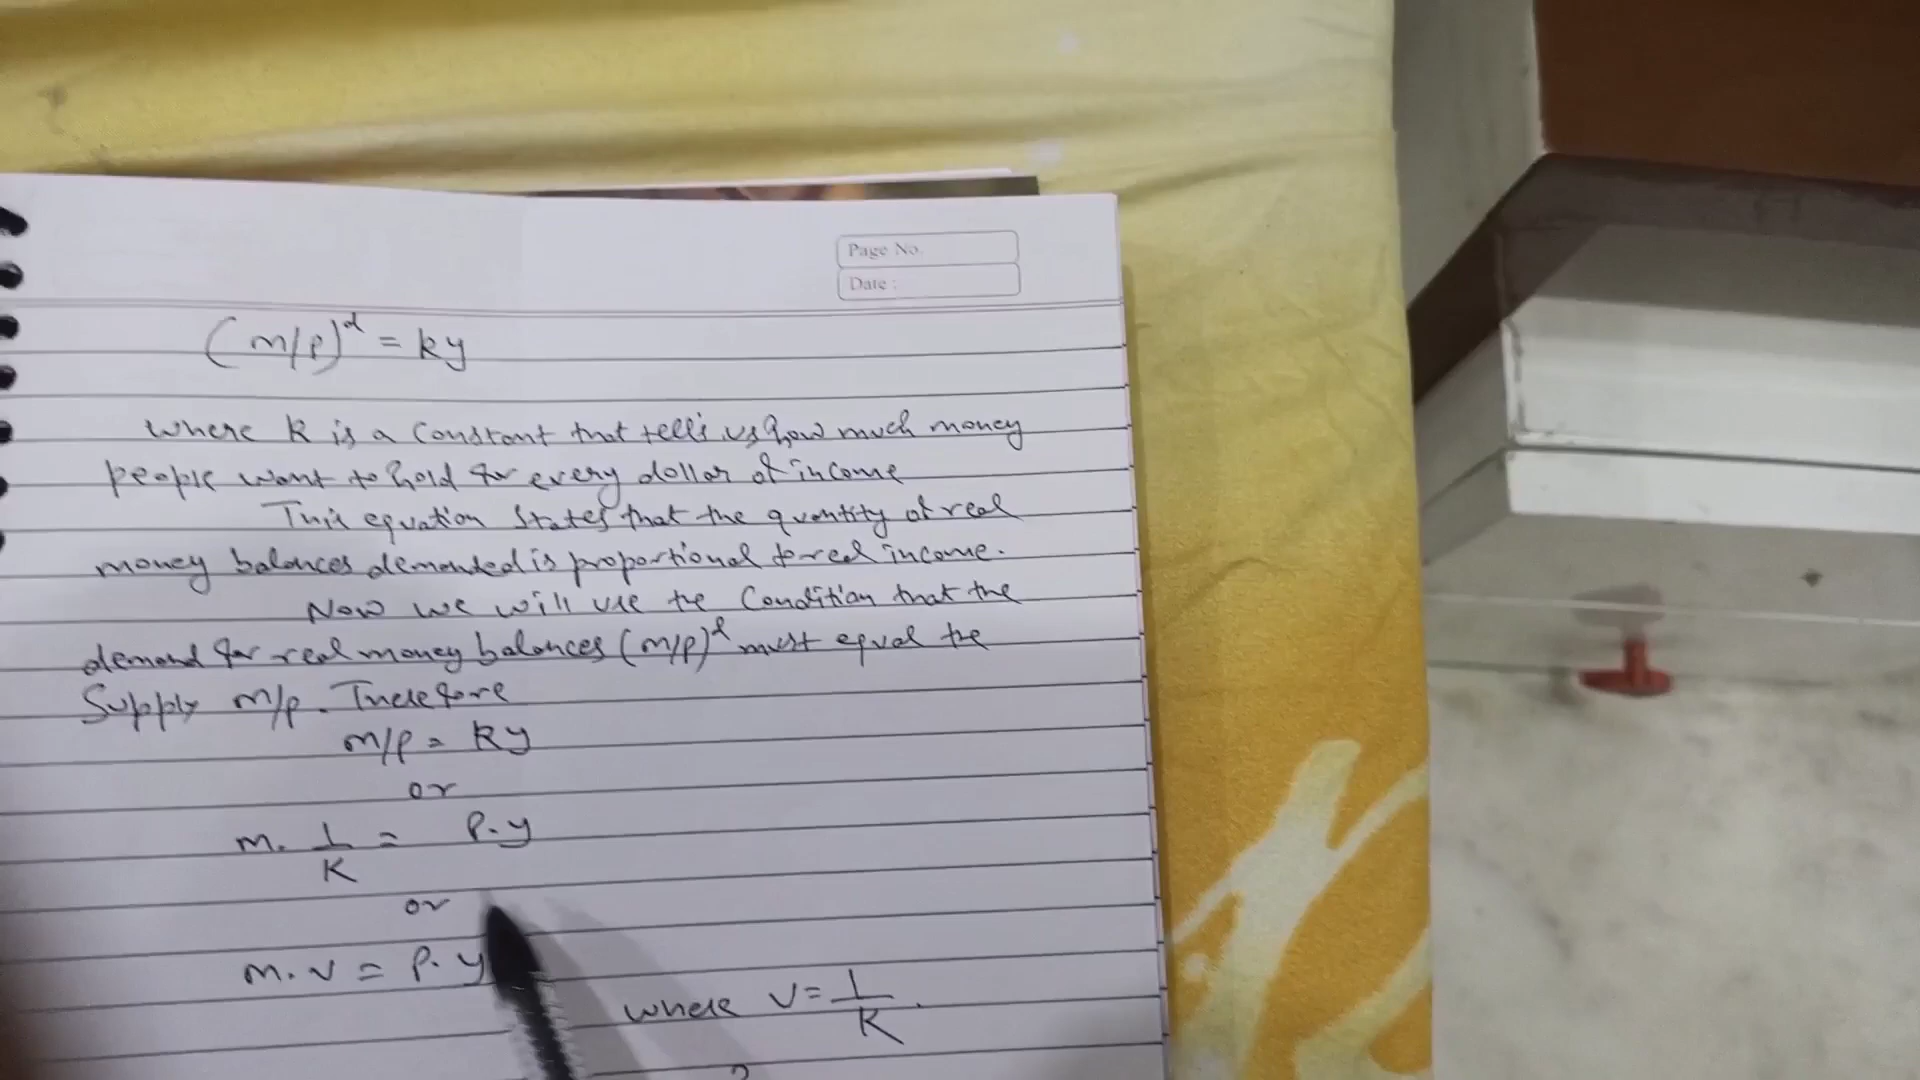 Page No.
Date :
(m/p)^d = ky
where k is a constant that tells us how much money
people want to hold for every dollar of income
This equation states that the quantity of real
money balances demanded is proportional to real income.
Now we will use the condition that the
demand for real money balances (m/p)^d must equal the
Supply m/p. Therefore
m/p = ky
or
m. 1/K = P.y
or
m.v = P.y
where v = 1/K.